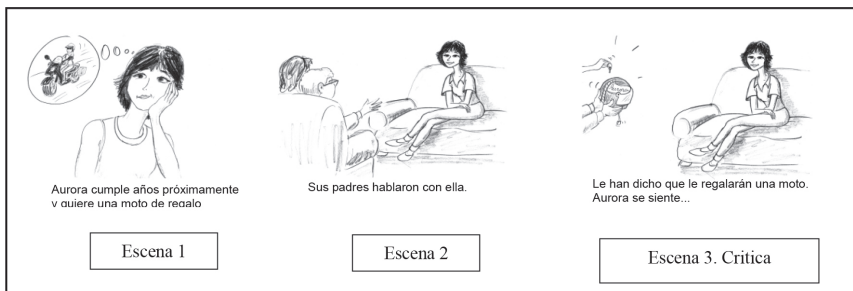 Aurora cumple años próximamente
y quiere una moto de regalo
Escena 1
Sus padres hablaron con ella.
Escena 2
Le han dicho que le regalarán una moto.
Aurora se siente...
Escena 3. Critica